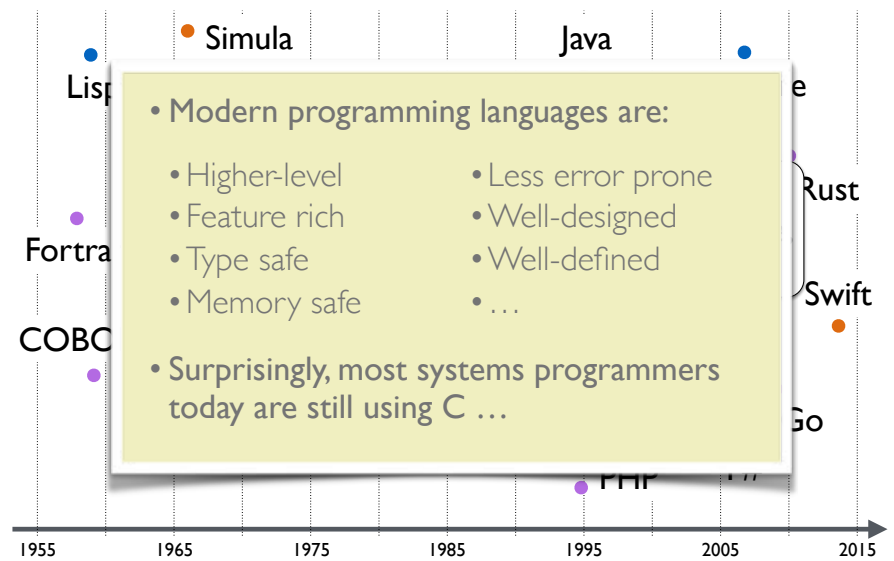 Simula
Java
Lisp
e
• Modern programming languages are:
• Higher-level
• Less error prone
• Feature rich
• Well-designed
• Type safe
• Well-defined
• Memory safe
• …
Rust
Fortra
Swift
COBO
• Surprisingly, most systems programmers
today are still using C …
Go
PHP
1955 1965 1975 1985 1995 2005 2015